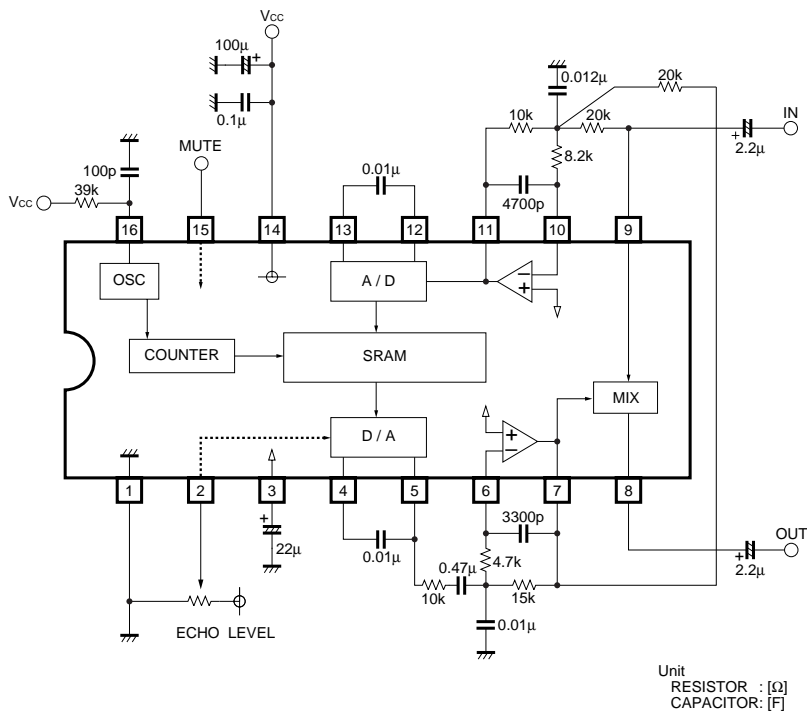 VCC
100μ
+
0.1μ
0.012μ
20k
10k
20k
IN
+
2.2μ
8.2k
MUTE
0.01μ
4700p
100p
39k
VCC
16
15
14
13
12
11
10
9
OSC
A / D
−
+
COUNTER
SRAM
MIX
D / A
+
−
1
2
3
4
5
6
7
8
+
22μ
0.01μ
3300p
4.7k
OUT
+
2.2μ
0.47μ
10k
15k
0.01μ
ECHO LEVEL
Unit
RESISTOR : [Ω]
CAPACITOR: [F]